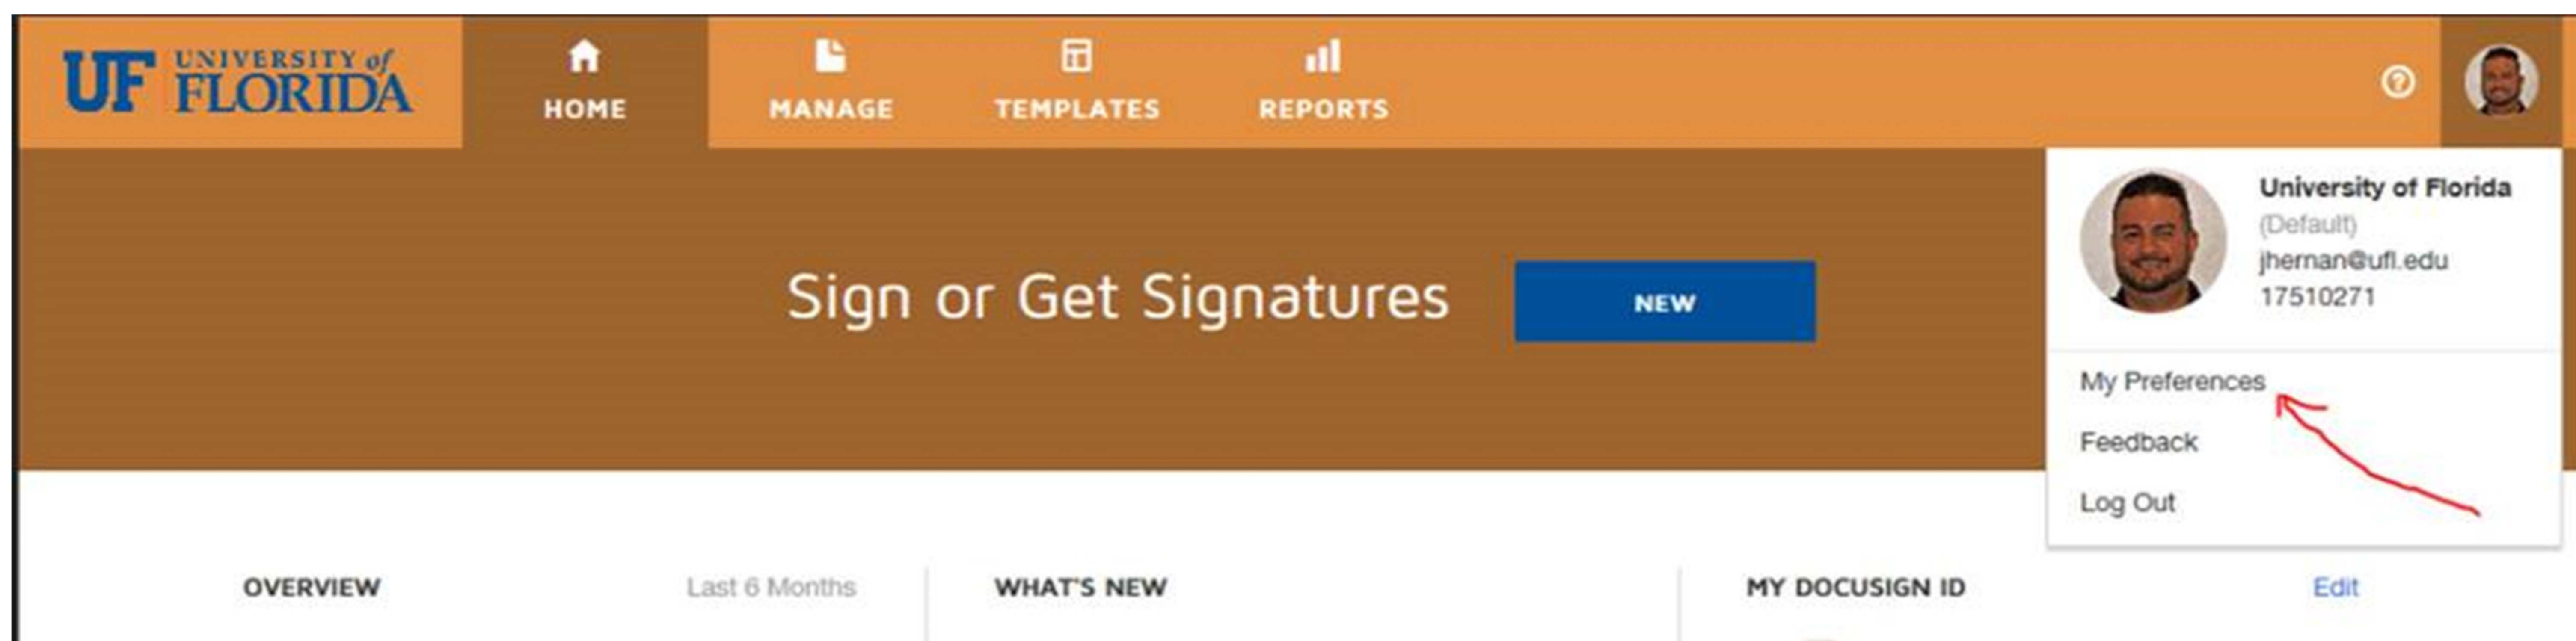 UF UNIVERSITY of FLORIDA
HOME
MANAGE
TEMPLATES
REPORTS
?
University of Florida
(Default)
jhernan@ufl.edu
17510271
Sign or Get Signatures
NEW
My Preferences
Feedback
Log Out
OVERVIEW
Last 6 Months
WHAT'S NEW
MY DOCUSIGN ID
Edit